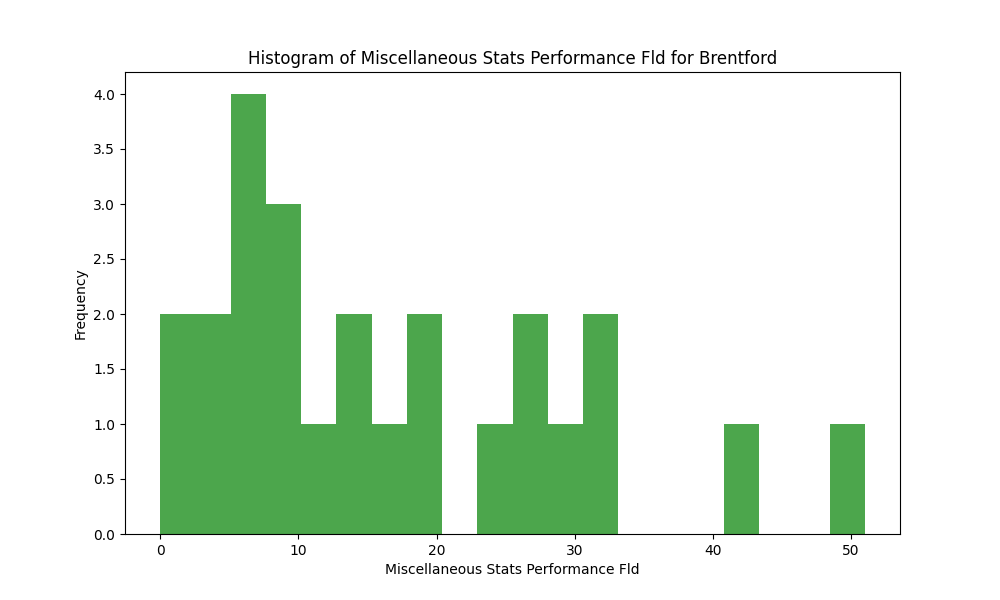 Histogram of Miscellaneous Stats Performance Fld for Brentford
4.0
3.5
3.0
2.5
2.0
1.5
1.0
0.5
0.0
Frequency
0 10 20 30 40 50
Miscellaneous Stats Performance Fld